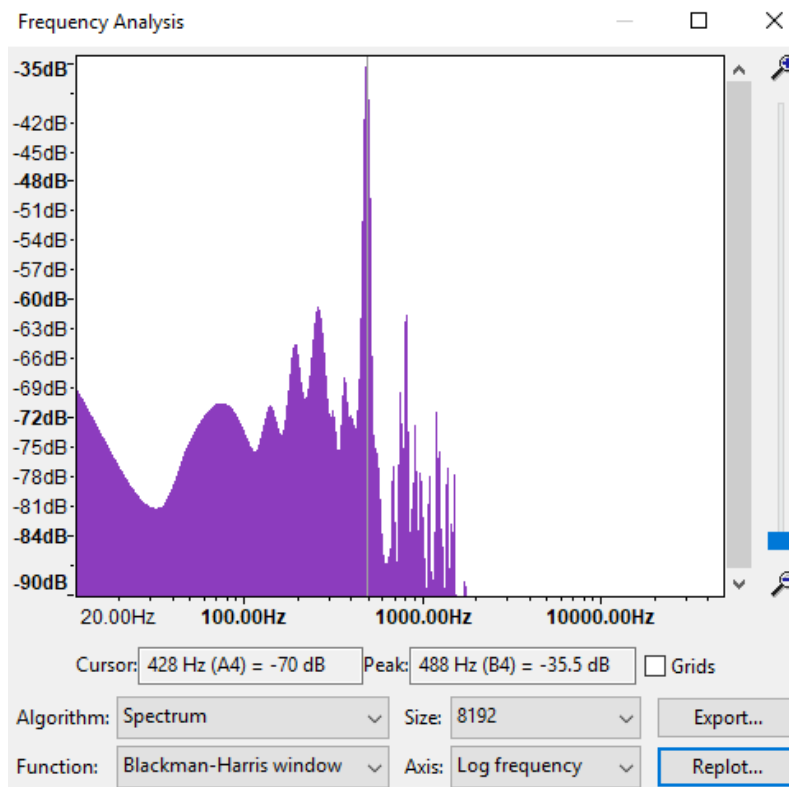 Frequency Analysis
-35dB
-42dB
-45dB
-48dB
-51dB
-54dB
-57dB
-60dB
-63dB
-66dB
-69dB
-72dB
-75dB
-78dB
-81dB
-84dB
-90dB
20.00Hz 100.00Hz 1000.00Hz 10000.00Hz
Cursor: 428 Hz (A4) = -70 dB Peak: 488 Hz (B4) = -35.5 dB Grids
Algorithm: Spectrum Size: 8192 Export...
Function: Blackman-Harris window Axis: Log frequency Replot...